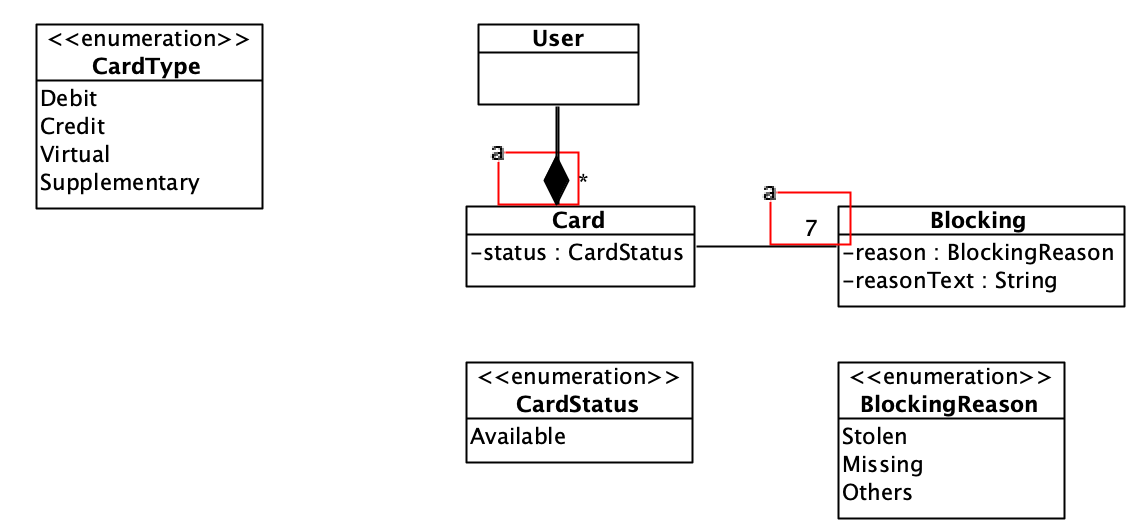 <<enumeration>>
CardType
Debit
Credit
Virtual
Supplementary
User
a
*
Card
-status : CardStatus
a
7
Blocking
-reason : BlockingReason
-reasonText : String
<<enumeration>>
CardStatus
Available
<<enumeration>>
BlockingReason
Stolen
Missing
Others